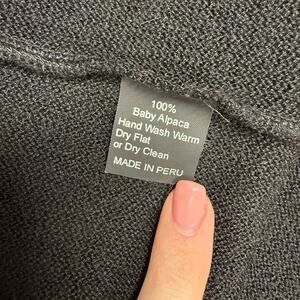 100%
Baby Alpaca
Hand Wash Warm
Dry Flat
or Dry Clean
MADE IN PERU